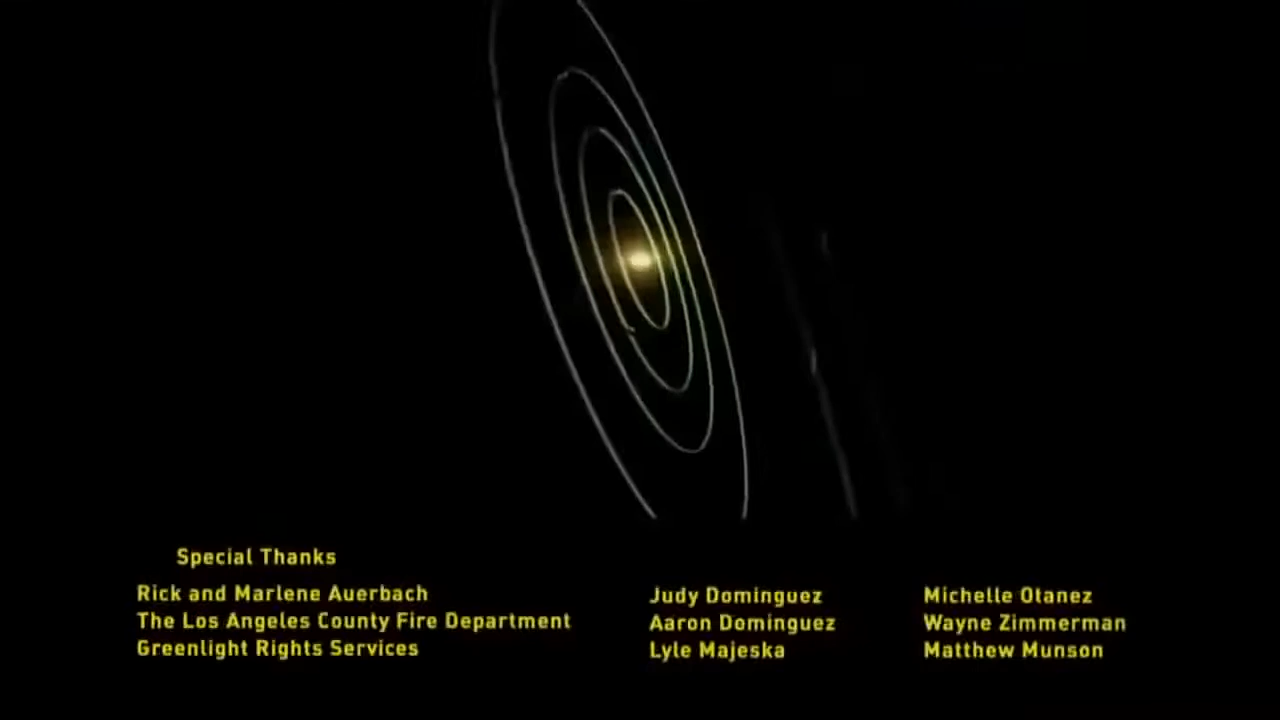 Special Thanks
Rick and Marlene Auerbach
The Los Angeles County Fire Department
Greenlight Rights Services
Judy Dominguez
Aaron Dominguez
Lyle Majeska
Michelle Otanez
Wayne Zimmerman
Matthew Munson